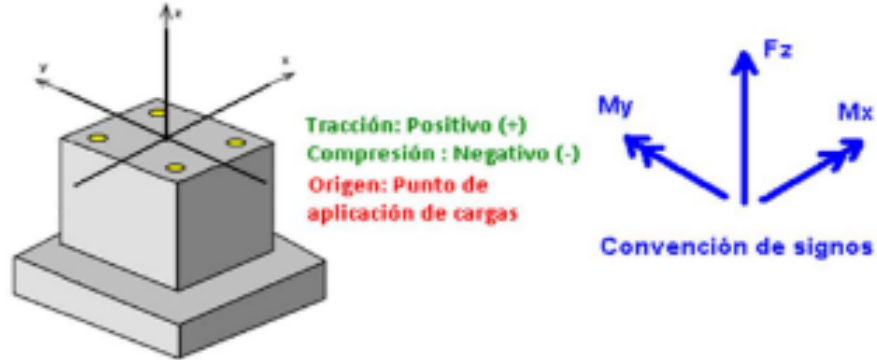 z
y
x
Tracción: Positivo (+)
Compresión : Negativo (-)
Origen: Punto de
aplicación de cargas
Fz
My
Mx
Convención de signos